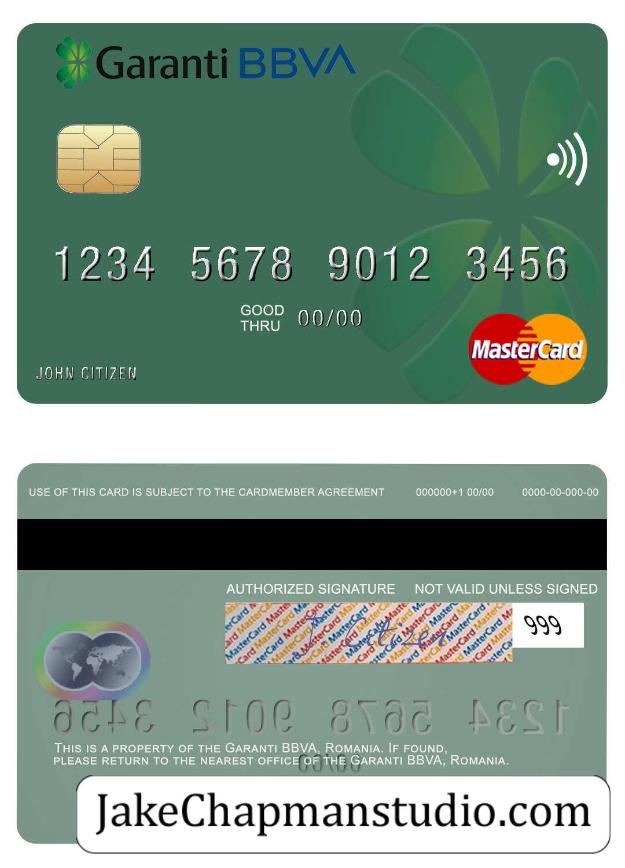 Garanti BBVA
1234 5678 9012 3456
GOOD THRU 00/00
JOHN CITIZEN
MasterCard
USE OF THIS CARD IS SUBJECT TO THE CARDMEMBER AGREEMENT 000000+1 00/00 0000-00-000-00
AUTHORIZED SIGNATURE NOT VALID UNLESS SIGNED
J. Citizen
999
1234 5678 9012 3456
THIS IS A PROPERTY OF THE GARANTI BBVA, ROMANIA. IF FOUND,
PLEASE RETURN TO THE NEAREST OFFICE OF THE GARANTI BBVA, ROMANIA.
00/00
JakeChapmanstudio.com